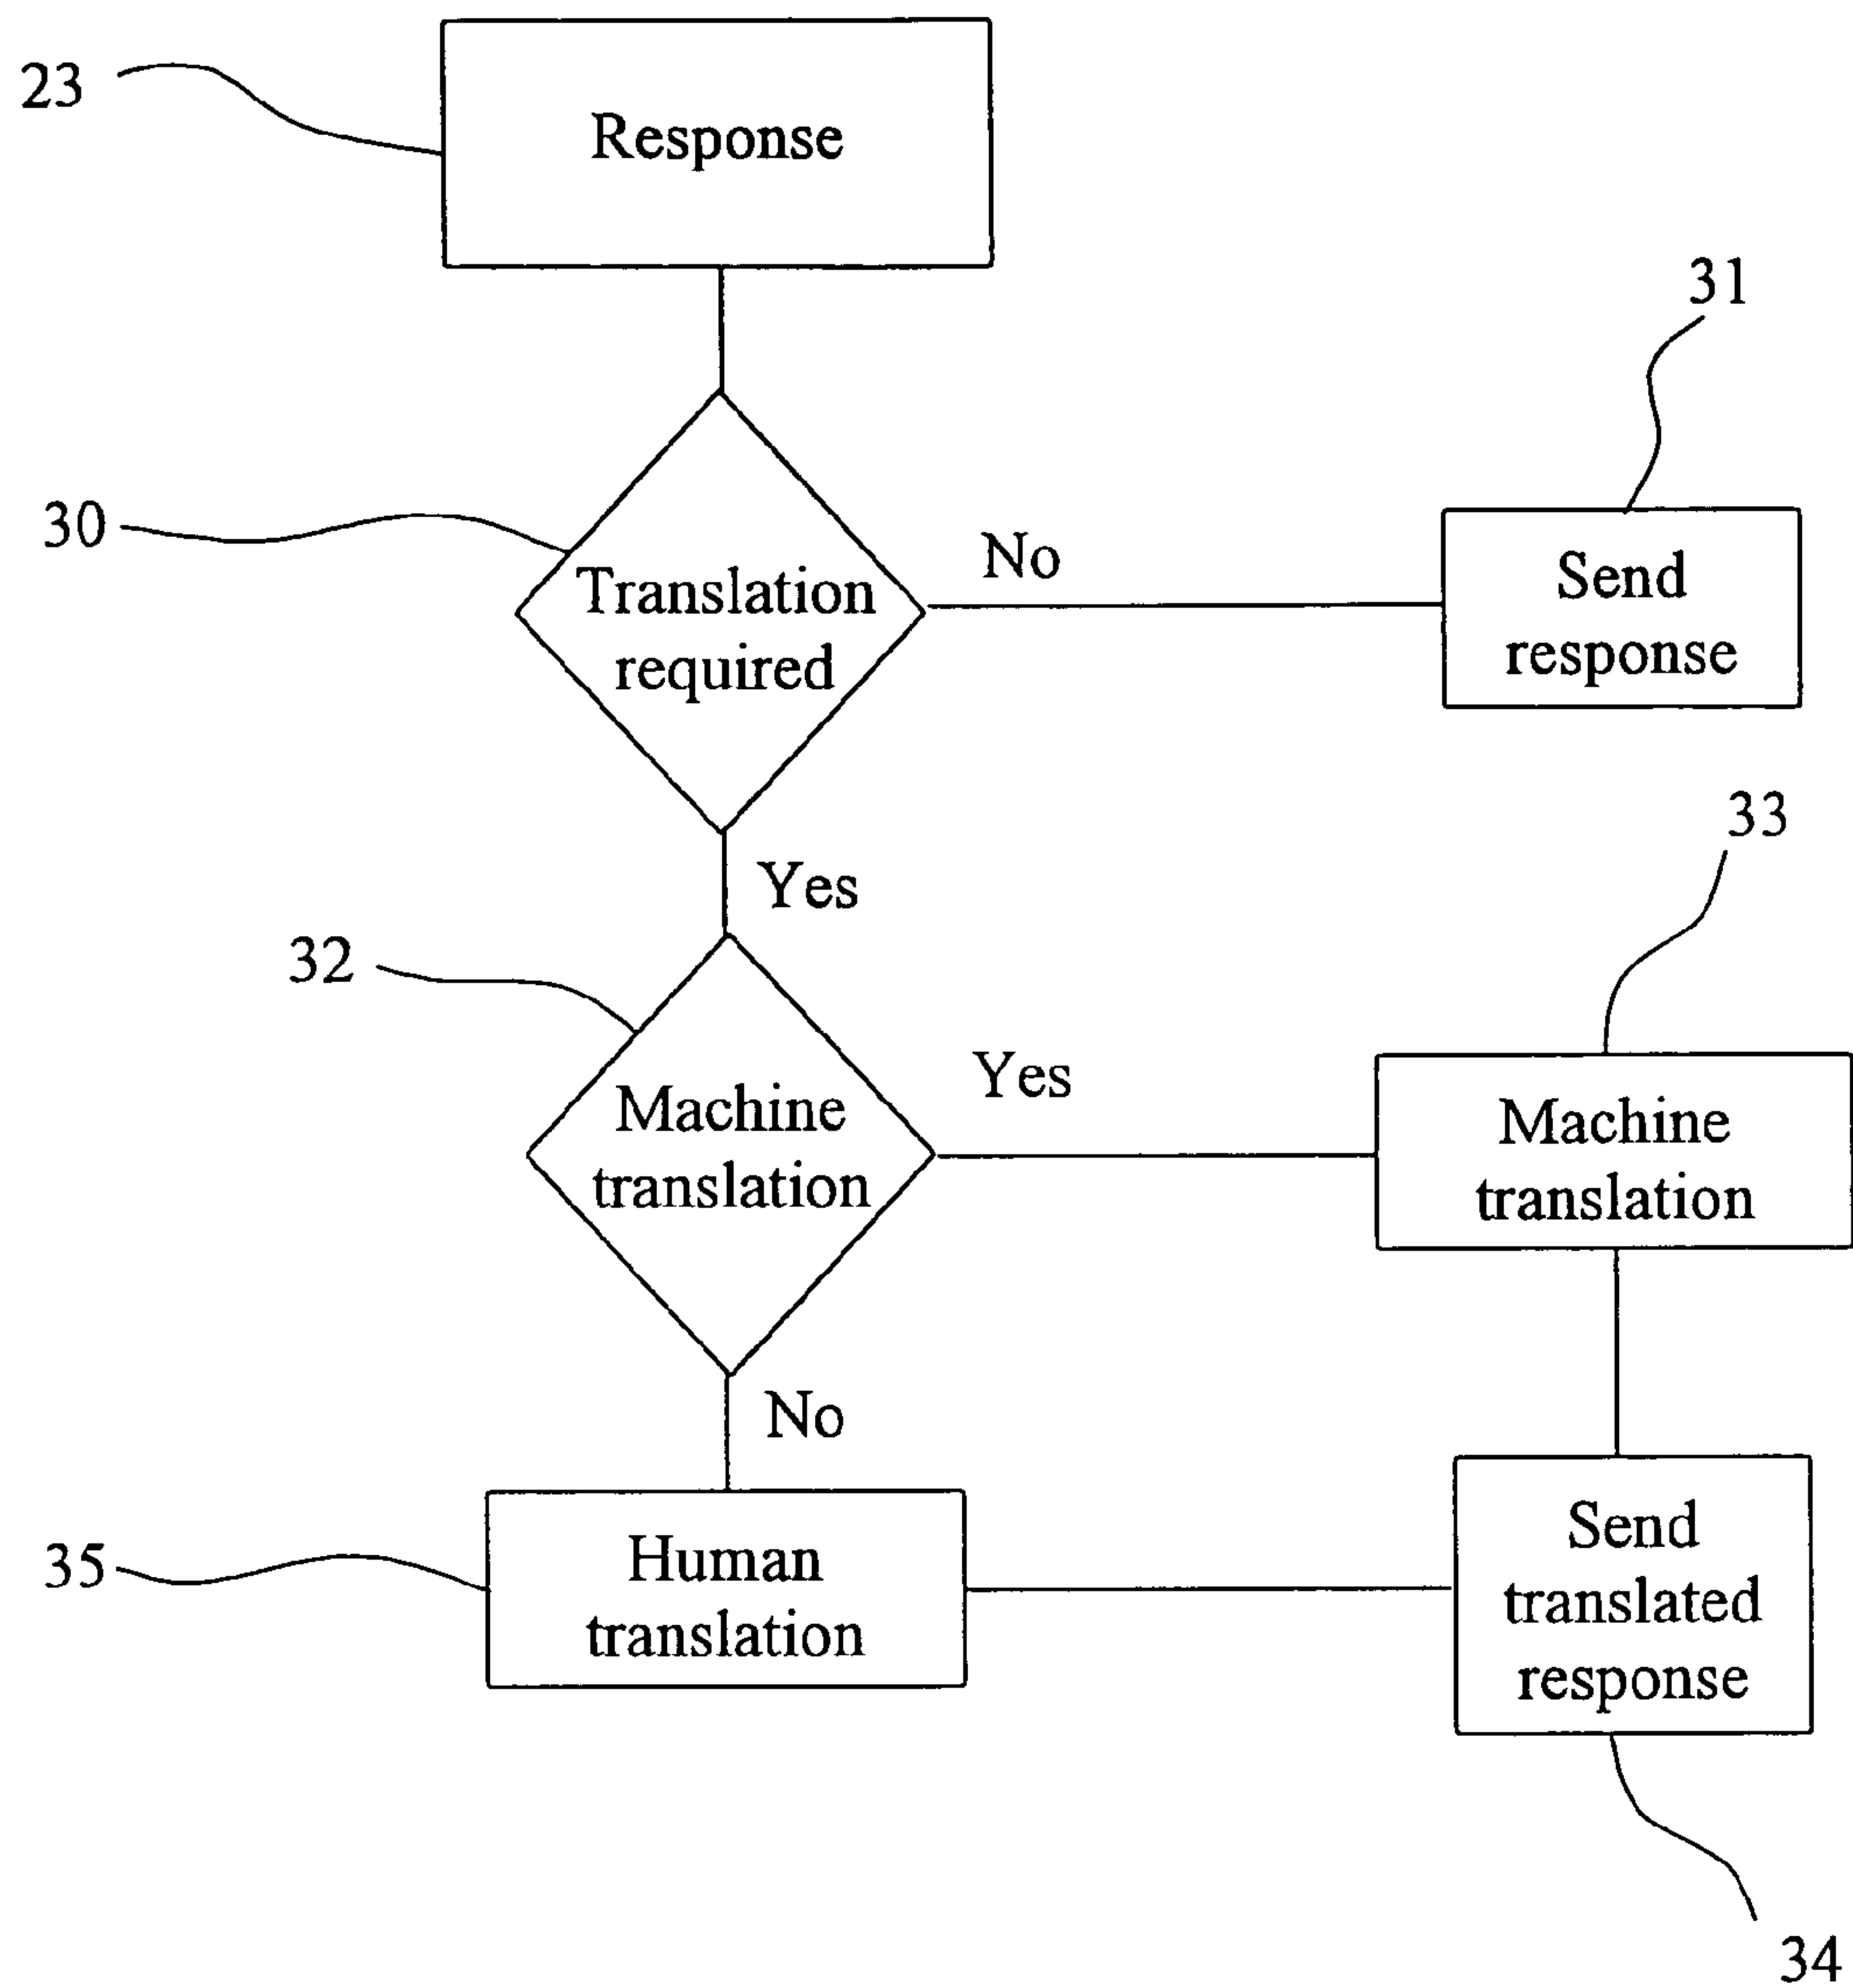 23
Response
31
30
Translation
required
No
Send
response
33
Yes
32
Machine
translation
Yes
Machine
translation
No
35
Human
translation
Send
translated
response
34